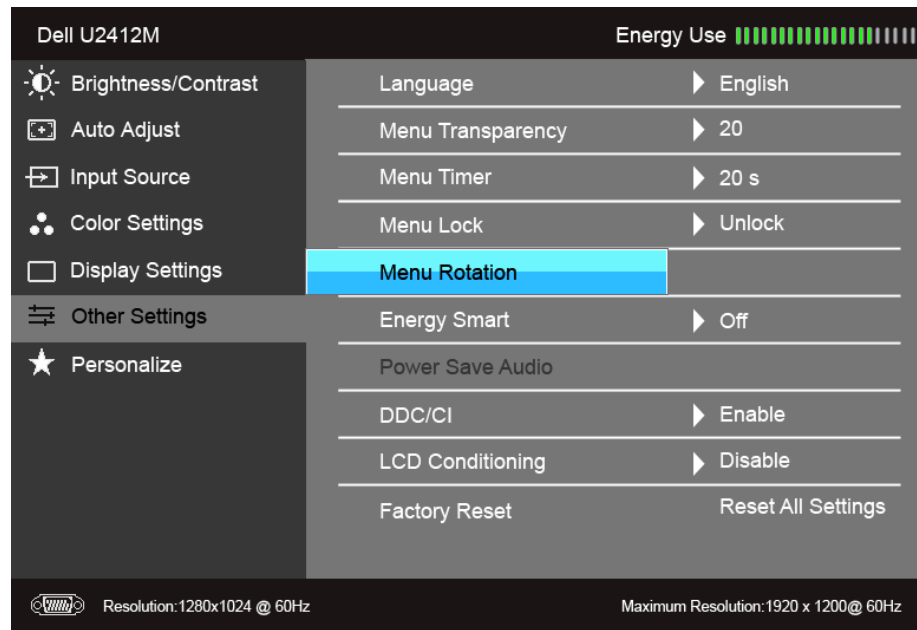 Dell U2412M Energy Use
Brightness/Contrast
Auto Adjust
Input Source
Color Settings
Display Settings
Other Settings
Personalize
Language English
Menu Transparency 20
Menu Timer 20 s
Menu Lock Unlock
Menu Rotation
Energy Smart Off
Power Save Audio
DDC/CI Enable
LCD Conditioning Disable
Factory Reset Reset All Settings
Resolution:1280x1024 @ 60Hz Maximum Resolution:1920 x 1200@ 60Hz